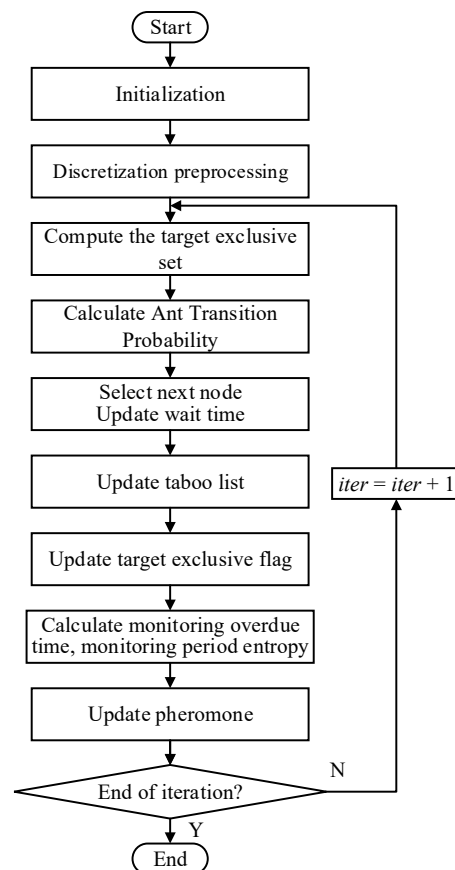 Start
Initialization
Discretization preprocessing
Compute the target exclusive
set
Calculate Ant Transition
Probability
Select next node
Update wait time
Update taboo list
iter = iter + 1
Update target exclusive flag
Calculate monitoring overdue
time, monitoring period entropy
Update pheromone
End of iteration?
N
Y
End